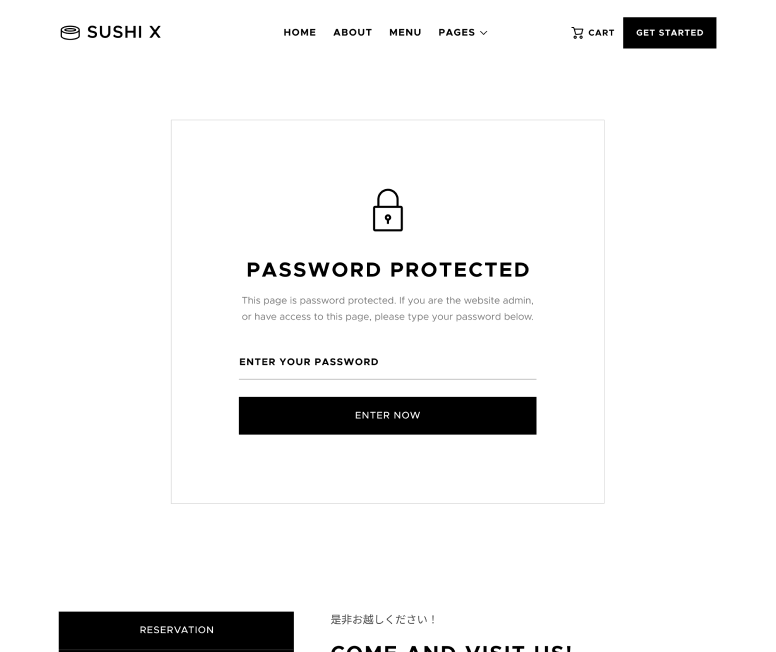 SUSHI X
HOME ABOUT MENU PAGES
CART GET STARTED
PASSWORD PROTECTED
This page is password protected. If you are the website admin,
or have access to this page, please type your password below.
ENTER YOUR PASSWORD
ENTER NOW
RESERVATION
是非お越しください！
COME AND VISIT US!